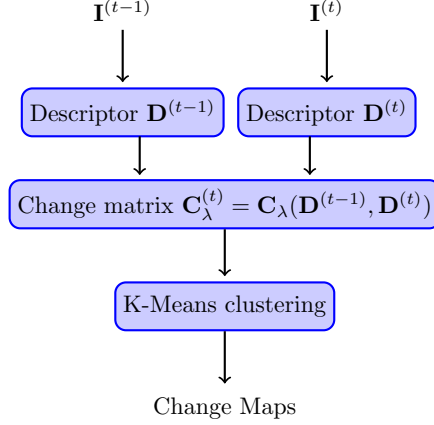 I^(t−1) I^(t)
Descriptor D^(t−1) Descriptor D^(t)
Change matrix C_λ^(t) = C_λ(D^(t−1), D^(t))
K-Means clustering
Change Maps